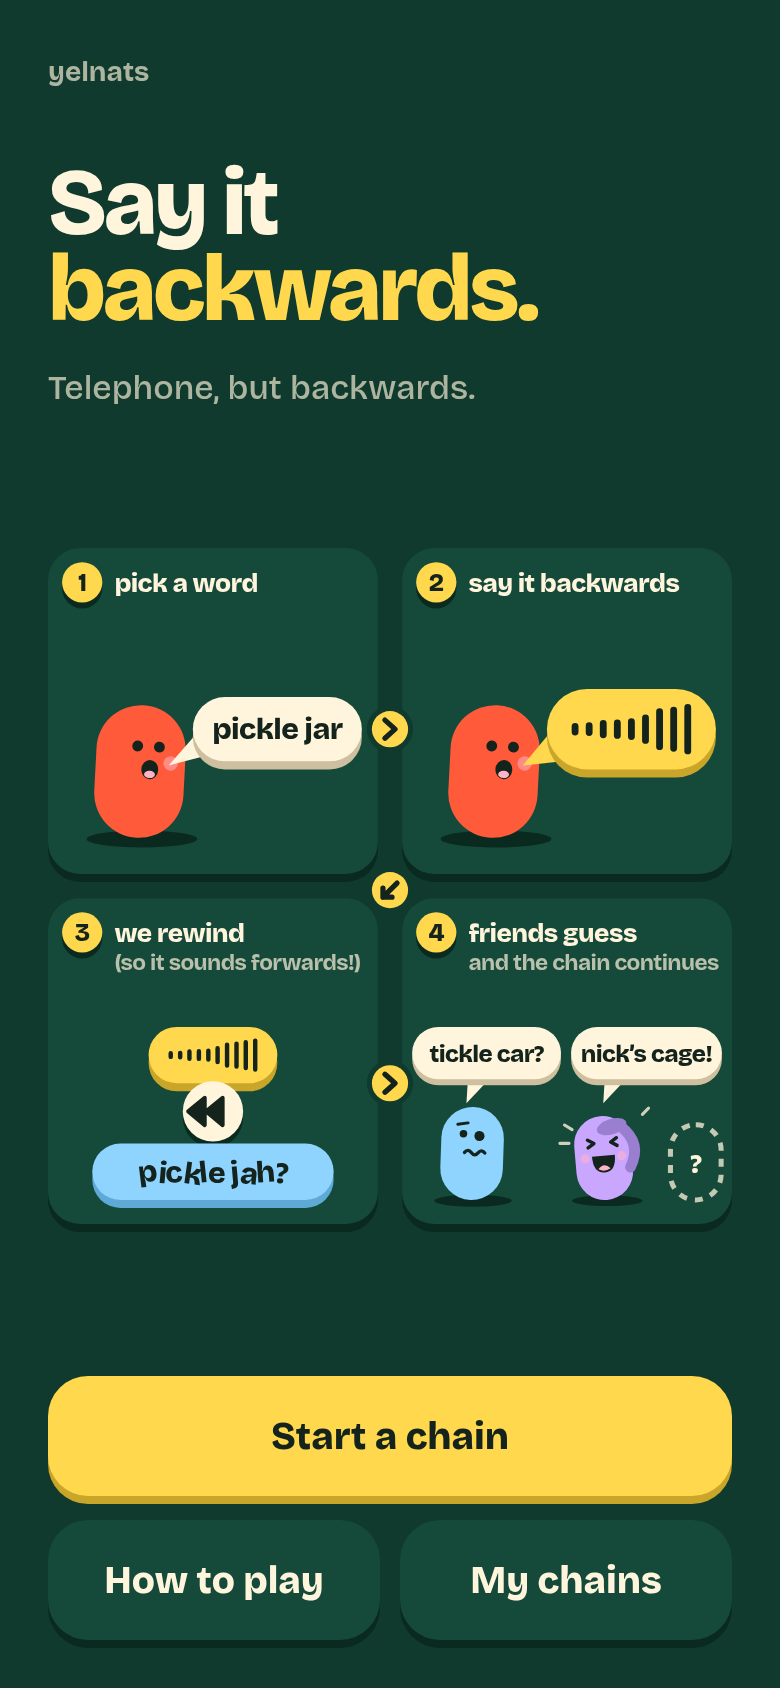 yelnats
Say it
backwards.
Telephone, but backwards.
1 pick a word
pickle jar
2 say it backwards
3 we rewind
(so it sounds forwards!)
pickle jah?
4 friends guess
and the chain continues
tickle car?
nick's cage!
?
Start a chain
How to play
My chains